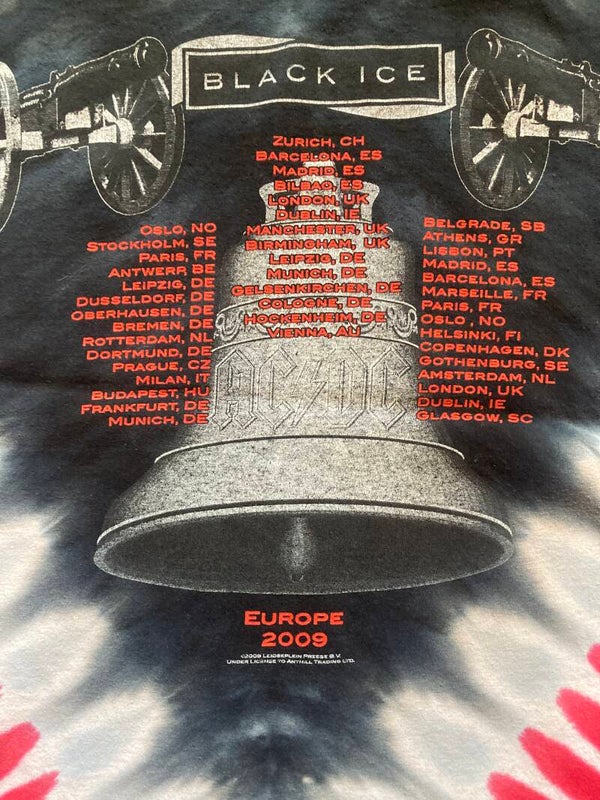 BLACK ICE
OSLO, NO
STOCKHOLM, SE
PARIS, FR
ANTWERP, BE
LEIPZIG, DE
DUSSELDORF, DE
OBERHAUSEN, DE
BREMEN, DE
ROTTERDAM, NL
DORTMUND, DE
PRAGUE, CZ
MILAN, IT
BUDAPEST, HU
FRANKFURT, DE
MUNICH, DE
ZURICH, CH
BARCELONA, ES
MADRID, ES
BILBAO, ES
LONDON, UK
DUBLIN, IE
MANCHESTER, UK
BIRMINGHAM, UK
LEIPZIG, DE
MUNICH, DE
GELSENKIRCHEN, DE
COLOGNE, DE
HOCKENHEIM, DE
VIENNA, AU
BELGRADE, SB
ATHENS, GR
LISBON, PT
MADRID, ES
BARCELONA, ES
MARSEILLE, FR
PARIS, FR
OSLO , NO
HELSINKI, FI
COPENHAGEN, DK
GOTHENBURG, SE
AMSTERDAM, NL
LONDON, UK
DUBLIN, IE
GLASGOW, SC
AC/DC
EUROPE
2009
©2009 LEIDSEPLEIN PRESSE B.V.
UNDER LICENSE TO ANTHILL TRADING LTD.